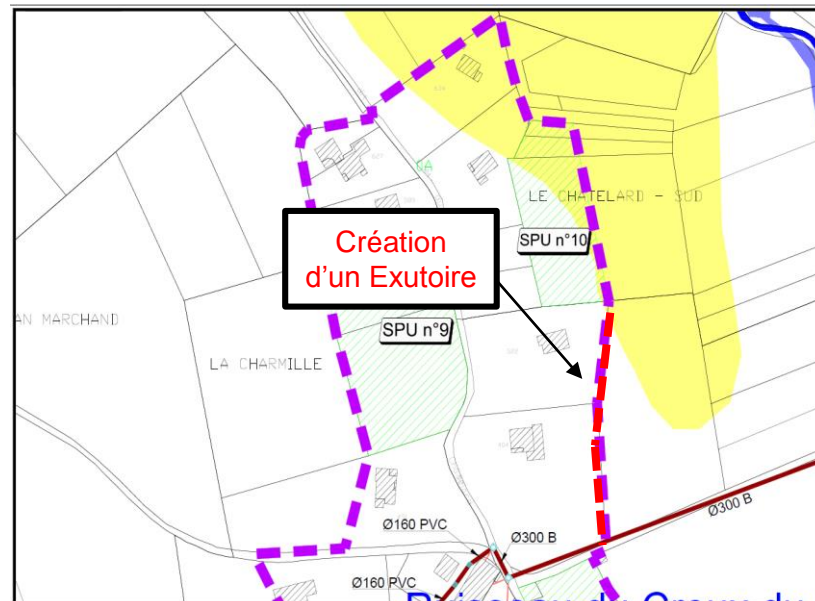 0A
LE CHATELARD - SUD
Création
d'un Exutoire
SPU n°10
AN MARCHAND
SPU n°9
LA CHARMILLE
Ø300 B
Ø160 PVC
Ø300 B
Ø160 PVC